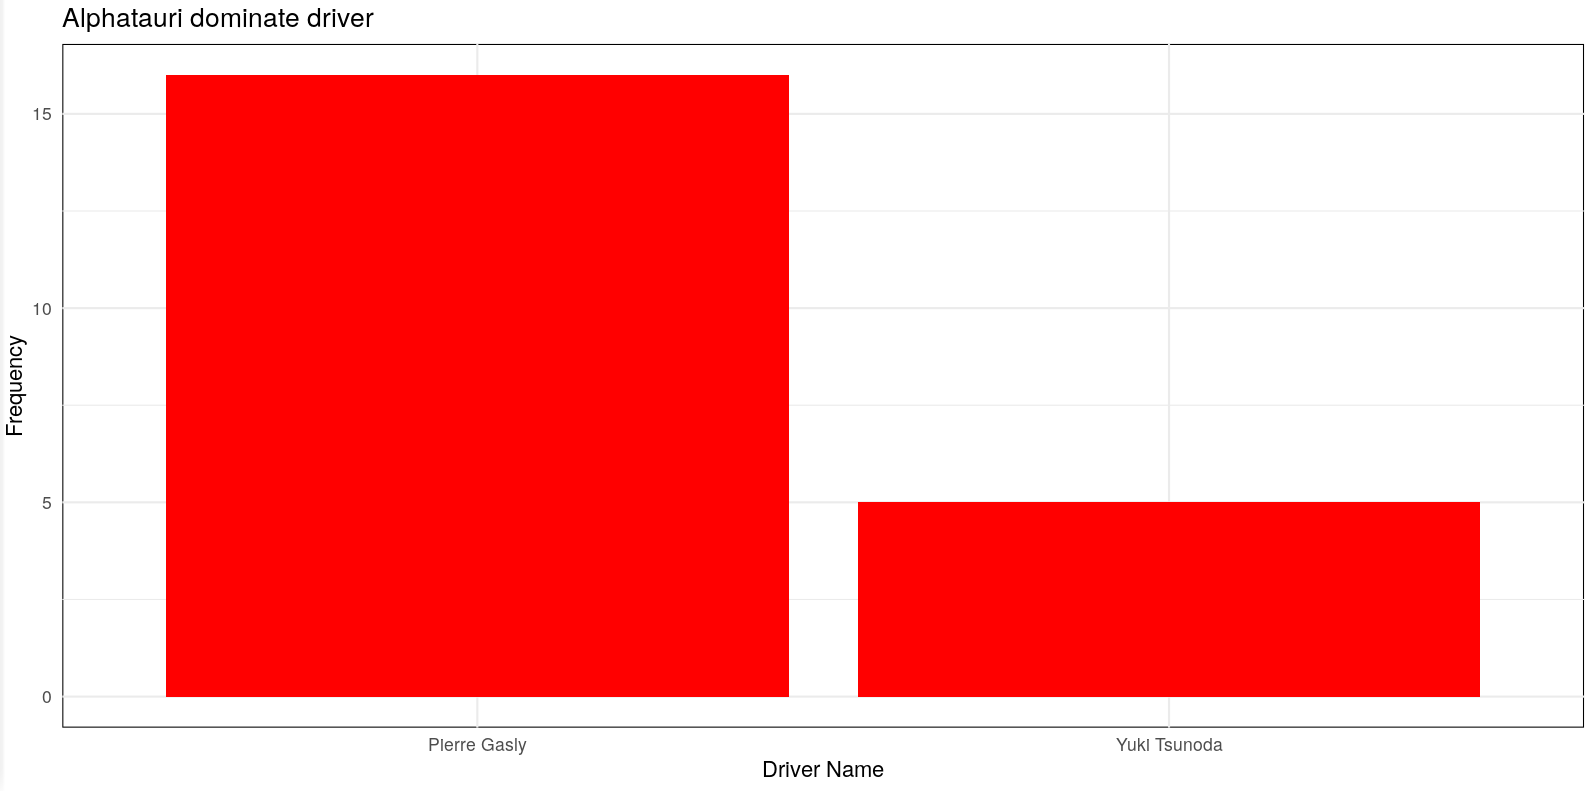 Alphatauri dominate driver
15
10
5
0
Frequency
Pierre Gasly
Yuki Tsunoda
Driver Name